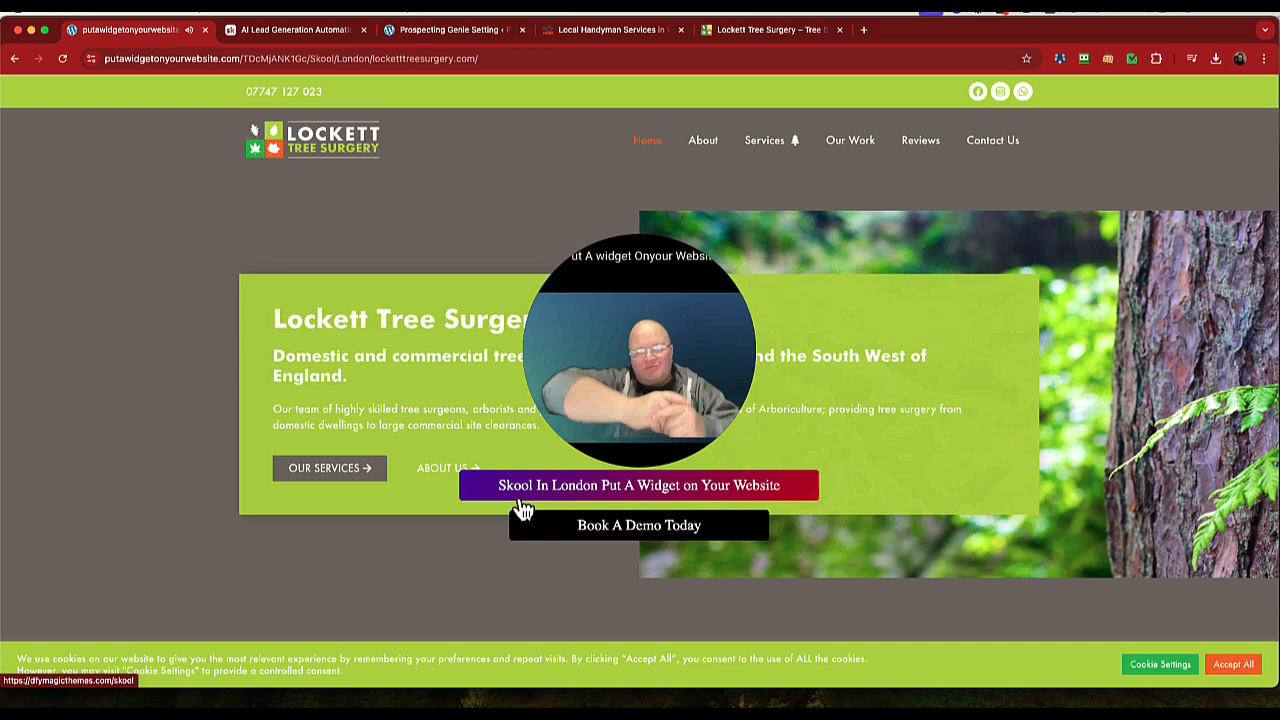 putawidgetonyourwebsite
AI Lead Generation Automati
Prospecting Genie Setting ‹ P
Local Handyman Services in
Lockett Tree Surgery – Tree S
putawidgetonyourwebsite.com/TDcMjANK1Gc/Skool/London/locketttreesurgery.com/
07747 127 023
LOCKETT
TREE SURGERY
Home
About
Services
Our Work
Reviews
Contact Us
ut A widget Onyour Websi
Lockett Tree Surge
Domestic and commercial tree
nd the South West of
England.
Our team of highly skilled tree surgeons, arborists and
of Arboriculture; providing tree surgery from
domestic dwellings to large commercial site clearances.
OUR SERVICES →
ABOUT US →
Skool In London Put A Widget on Your Website
Book A Demo Today
We use cookies on our website to give you the most relevant experience by remembering your preferences and repeat visits. By clicking “Accept All”, you consent to the use of ALL the cookies.
However, you may visit "Cookie Settings" to provide a controlled consent.
Cookie Settings
Accept All
https://dfymagicthemes.com/skool